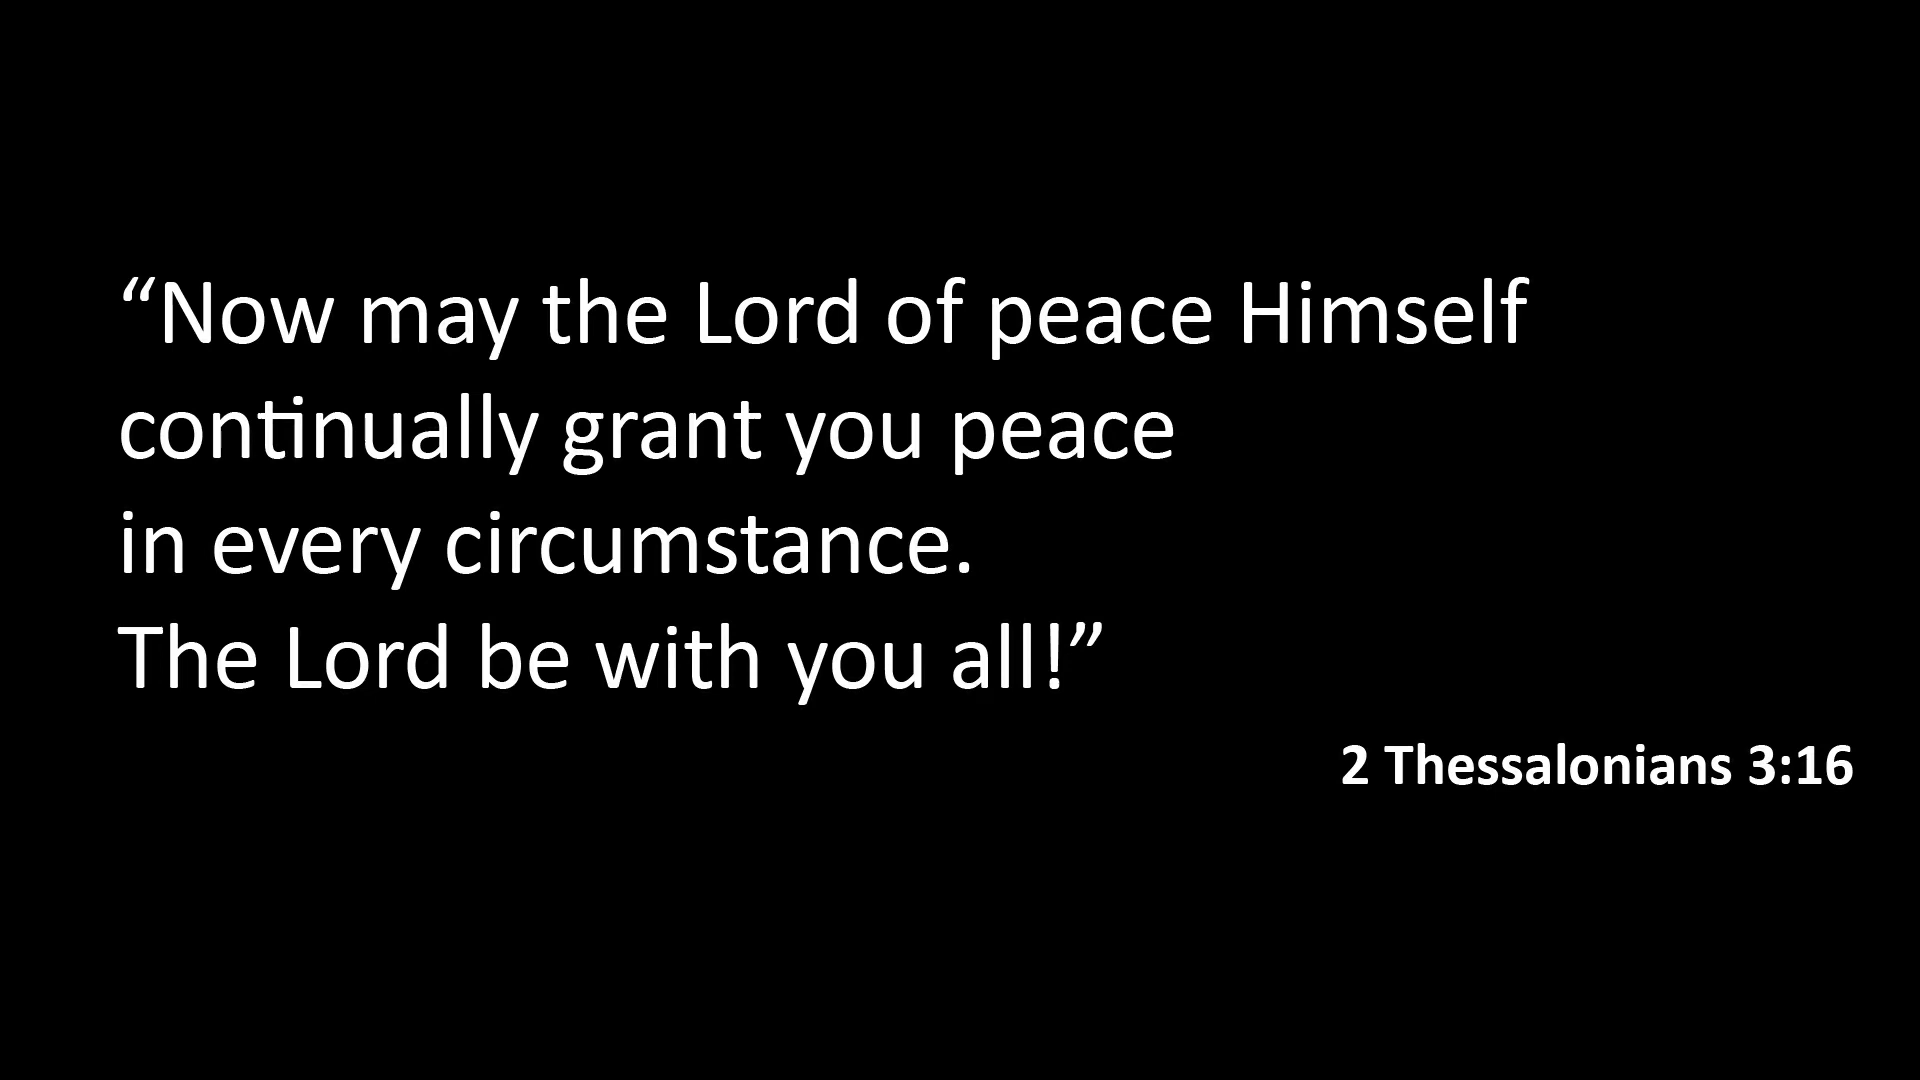 “Now may the Lord of peace Himself
continually grant you peace
in every circumstance.
The Lord be with you all!”
2 Thessalonians 3:16